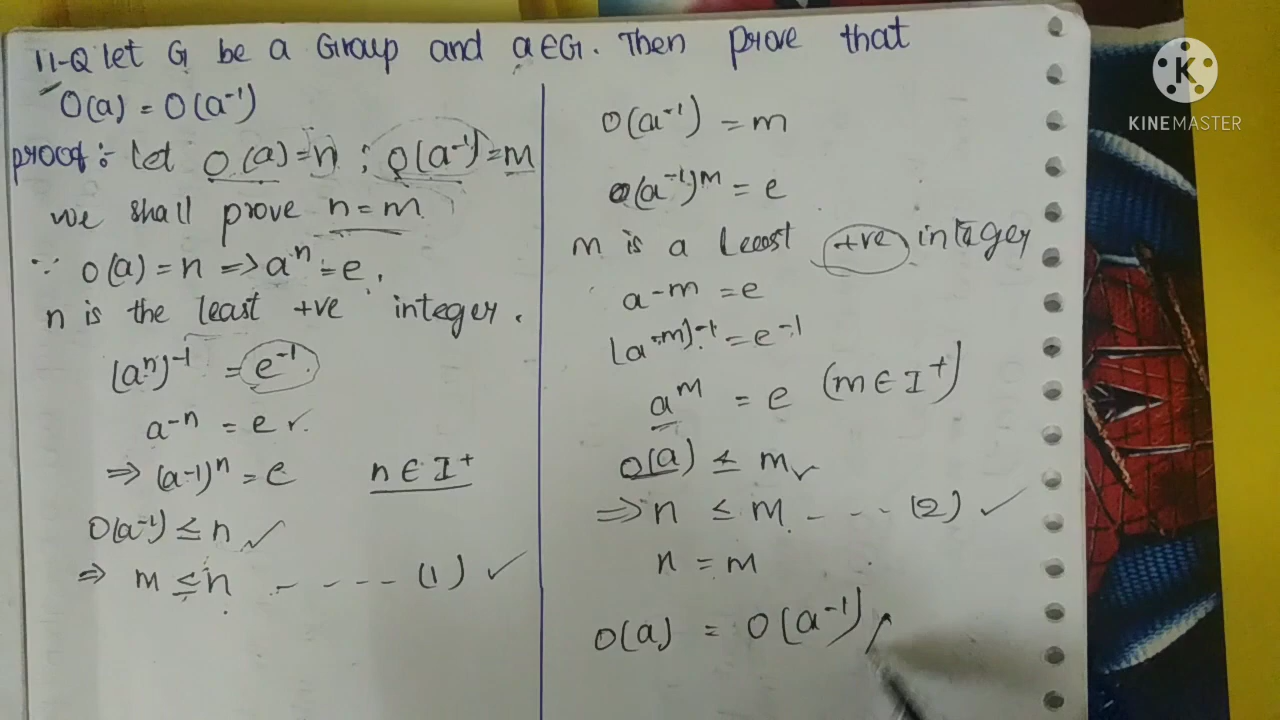 11-Q let G be a Group and a∈G. Then prove that
O(a) = O(a⁻¹)
proof:- let O(a)=n ; O(a⁻¹)=m
we shall prove n=m
∵ O(a) = n => aⁿ = e,
n is the least +ve integer.
(aⁿ)⁻¹ = e⁻¹
a⁻ⁿ = e ✓.
=> (a-1)ⁿ = e n ∈ I⁺
O(a⁻¹) ≤ n ✓
=> m ≤ n - - - - (1) ✓
O(a⁻¹) = m
(a⁻¹)ᵐ = e
m is a least +ve integer
a-m = e
(a⁻ᵐ)⁻¹ = e⁻¹
aᵐ = e (m ∈ I⁺)
O(a) ≤ m ✓
=> n ≤ m - - - (2) ✓
n = m
O(a) = O(a⁻¹)
KINEMASTER